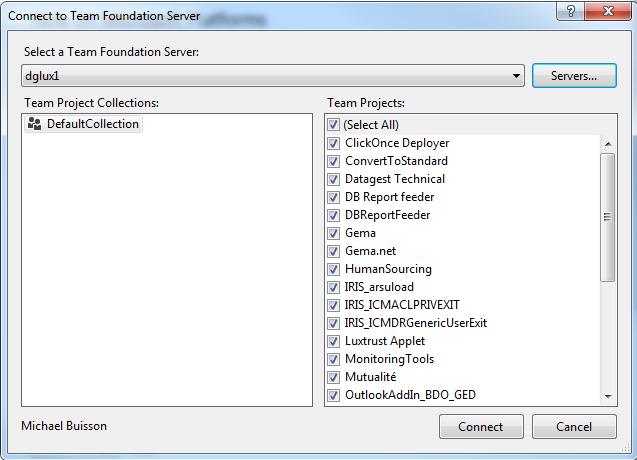 Connect to Team Foundation Server
Select a Team Foundation Server:
dglux1
Servers...
Team Project Collections:
Team Projects:
DefaultCollection
(Select All)
ClickOnce Deployer
ConvertToStandard
Datagest Technical
DB Report feeder
DBReportFeeder
Gema
Gema.net
HumanSourcing
IRIS_arsuload
IRIS_ICMACLPRIVEXIT
IRIS_ICMDRGenericUserExit
Luxtrust Applet
MonitoringTools
Mutualité
OutlookAddIn_BDO_GED
Michael Buisson
Connect
Cancel